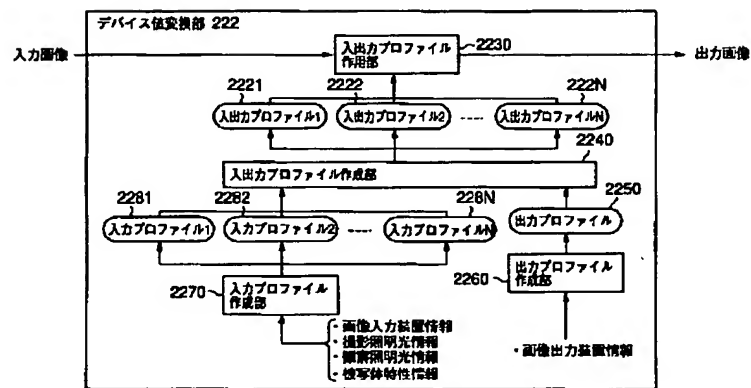 デバイス値変換部 222
入力画像
入出力プロファイル
作用部
2230
出力画像
2221
2222
222N
入出力プロファイル1
入出力プロファイル2
入出力プロファイルN
2240
入出力プロファイル作成部
2281
2282
228N
2250
入力プロファイル1
入力プロファイル2
入力プロファイルN
出力プロファイル
2270
入力プロファイル
作成部
2260
出力プロファイル
作成部
・画像入力装置情報
・撮影照明光情報
・観察照明光情報
・被写体特性情報
・画像出力装置情報